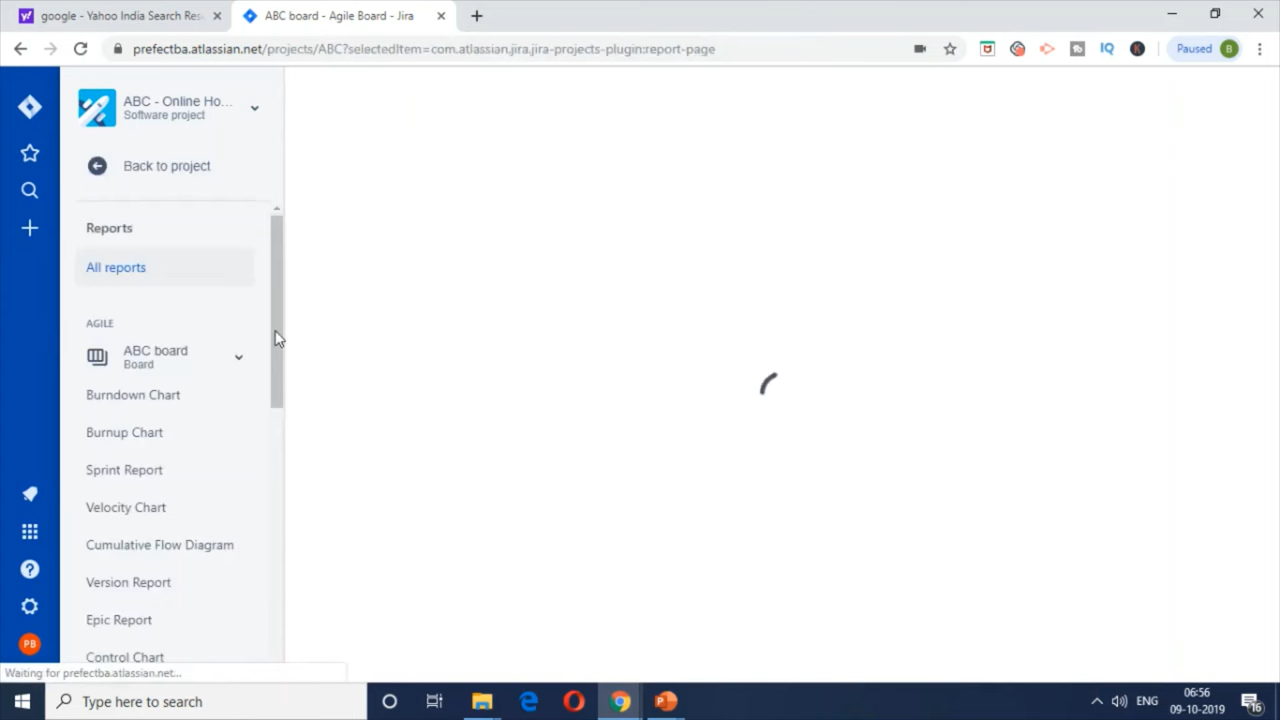 google - Yahoo India Search Res
ABC board - Agile Board - Jira
prefectba.atlassian.net/projects/ABC?selectedItem=com.atlassian.jira.jira-projects-plugin:report-page
IQ
K
Paused
B
ABC - Online Ho...
Software project
Back to project
Reports
All reports
AGILE
ABC board
Board
Burndown Chart
Burnup Chart
Sprint Report
Velocity Chart
Cumulative Flow Diagram
Version Report
Epic Report
Control Chart
PB
Waiting for prefectba.atlassian.net...
Type here to search
ENG
06:56
09-10-2019
16